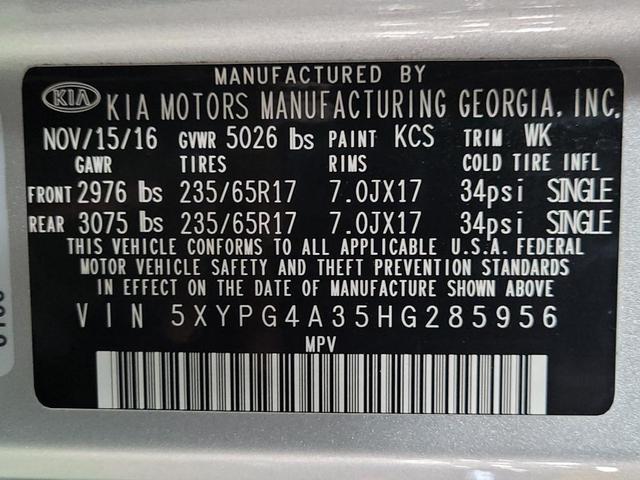 MANUFACTURED BY
KIA KIA MOTORS MANUFACTURING GEORGIA, INC.
NOV/15/16 GVWR 5026 lbs PAINT KCS TRIM WK
GAWR TIRES RIMS COLD TIRE INFL
FRONT 2976 lbs 235/65R17 7.0JX17 34psi SINGLE
REAR 3075 lbs 235/65R17 7.0JX17 34psi SINGLE
THIS VEHICLE CONFORMS TO ALL APPLICABLE U.S.A. FEDERAL
MOTOR VEHICLE SAFETY AND THEFT PREVENTION STANDARDS
IN EFFECT ON THE DATE OF MANUFACTURE SHOWN ABOVE
VIN 5XYPG4A35HG285956
MPV